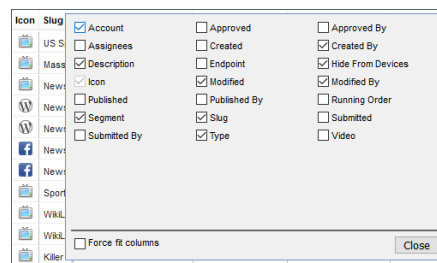 Icon Slug
Account Approved Approved By
US S
Assignees Created Created By
Mass
Description Endpoint Hide From Devices
News
Icon Modified Modified By
News
Published Published By Running Order
News
Segment Slug Submitted
News
Submitted By Type Video
News
Sport
WikiL
WikiL
Force fit columns Close
Killer